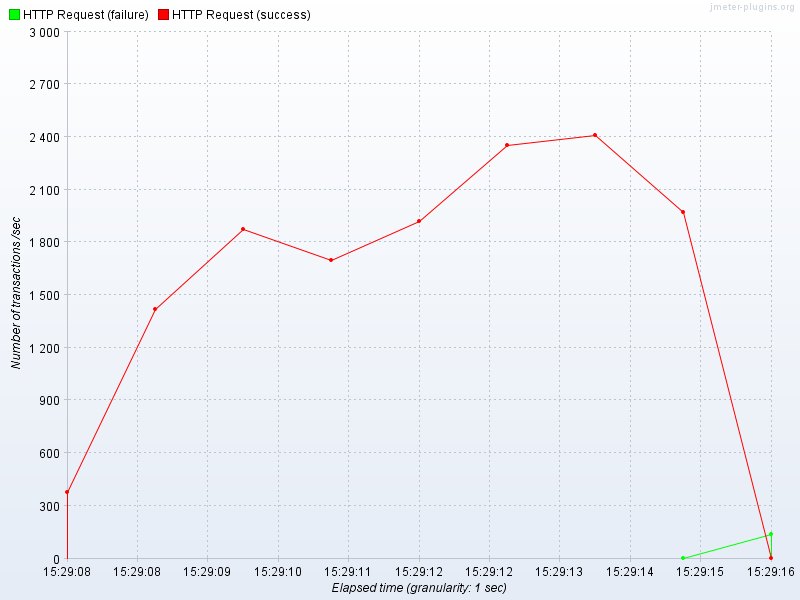 HTTP Request (failure) HTTP Request (success)
jmeter-plugins.org
3 000
2 700
2 400
2 100
1 800
1 500
1 200
900
600
300
0
Number of transactions /sec
15:29:08 15:29:08 15:29:09 15:29:10 15:29:11 15:29:12 15:29:12 15:29:13 15:29:14 15:29:15 15:29:16
Elapsed time (granularity: 1 sec)